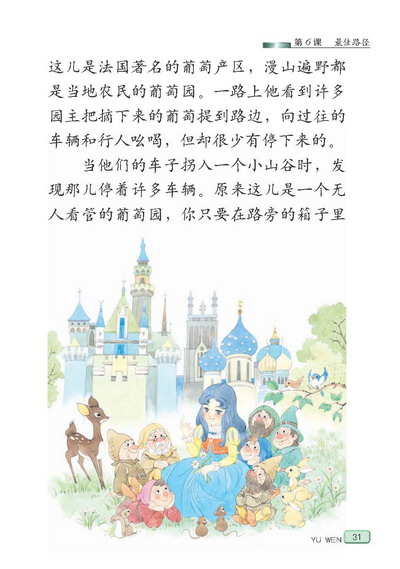 第6课 最佳路径
这儿是法国著名的葡萄产区，漫山遍野都
是当地农民的葡萄园。一路上他看到许多
园主把摘下来的葡萄提到路边，向过往的
车辆和行人吆喝，但却很少有停下来的。
当他们的车子拐入一个小山谷时，发
现那儿停着许多车辆。原来这儿是一个无
人看管的葡萄园，你只要在路旁的箱子里
YU WEN 31